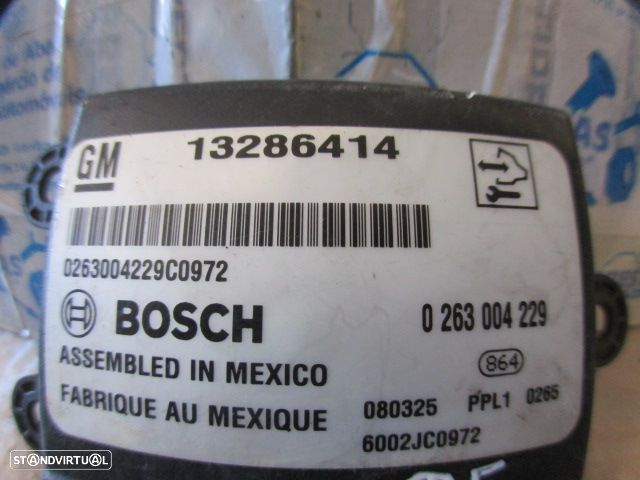 GM 13286414
0263004229C0972
BOSCH 0 263 004 229
ASSEMBLED IN MEXICO 864
FABRIQUE AU MEXIQUE 080325 PPL1 0265
6002JC0972
STANDVIRTUAL